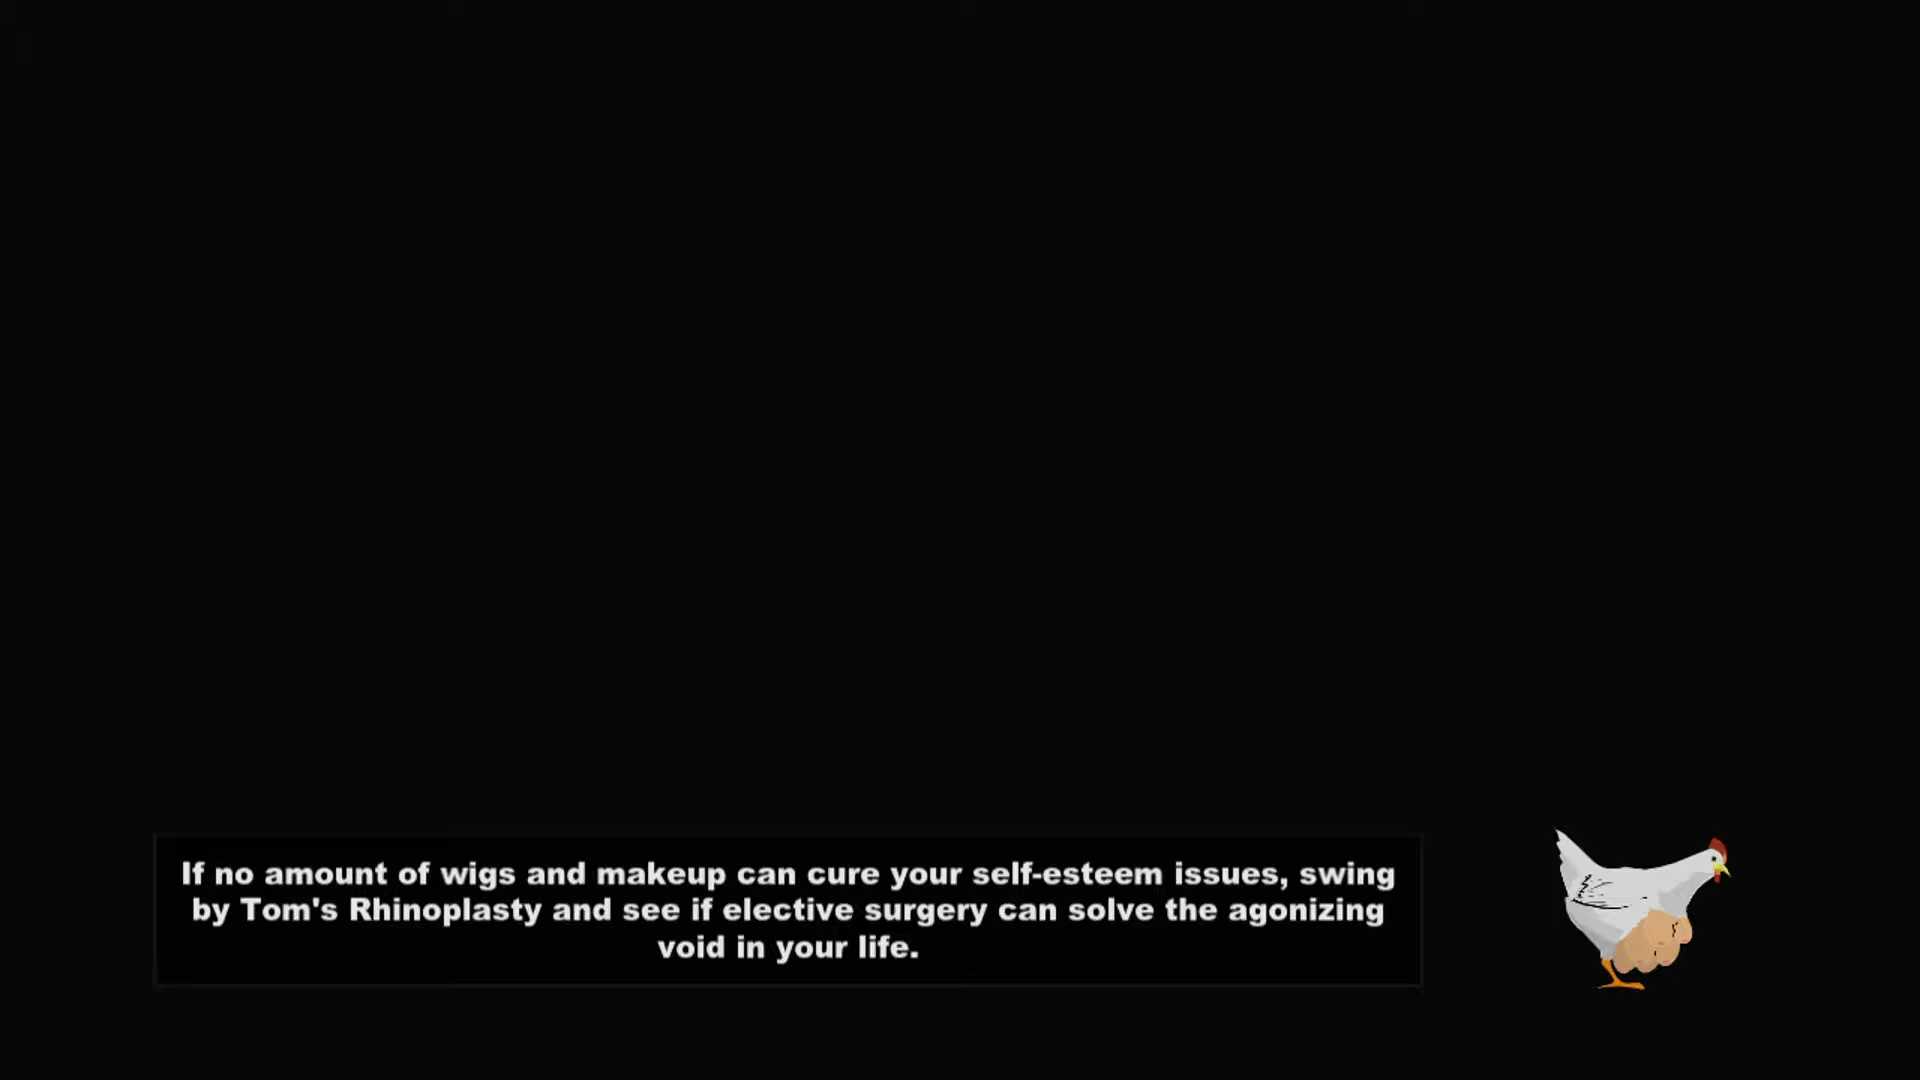 If no amount of wigs and makeup can cure your self-esteem issues, swing
by Tom's Rhinoplasty and see if elective surgery can solve the agonizing
void in your life.